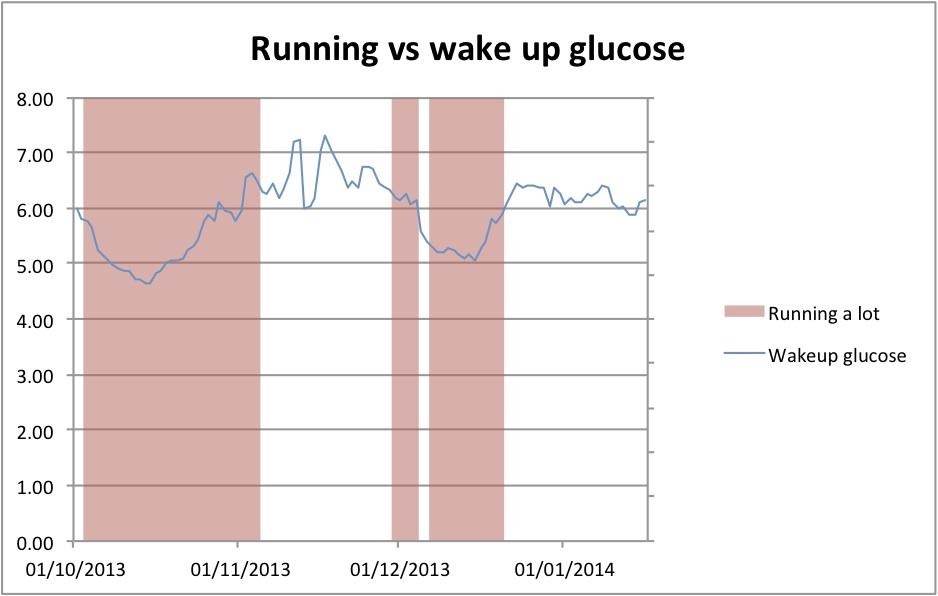 Running vs wake up glucose
8.00
7.00
6.00
5.00
4.00
3.00
2.00
1.00
0.00
01/10/2013 01/11/2013 01/12/2013 01/01/2014
Running a lot
Wakeup glucose